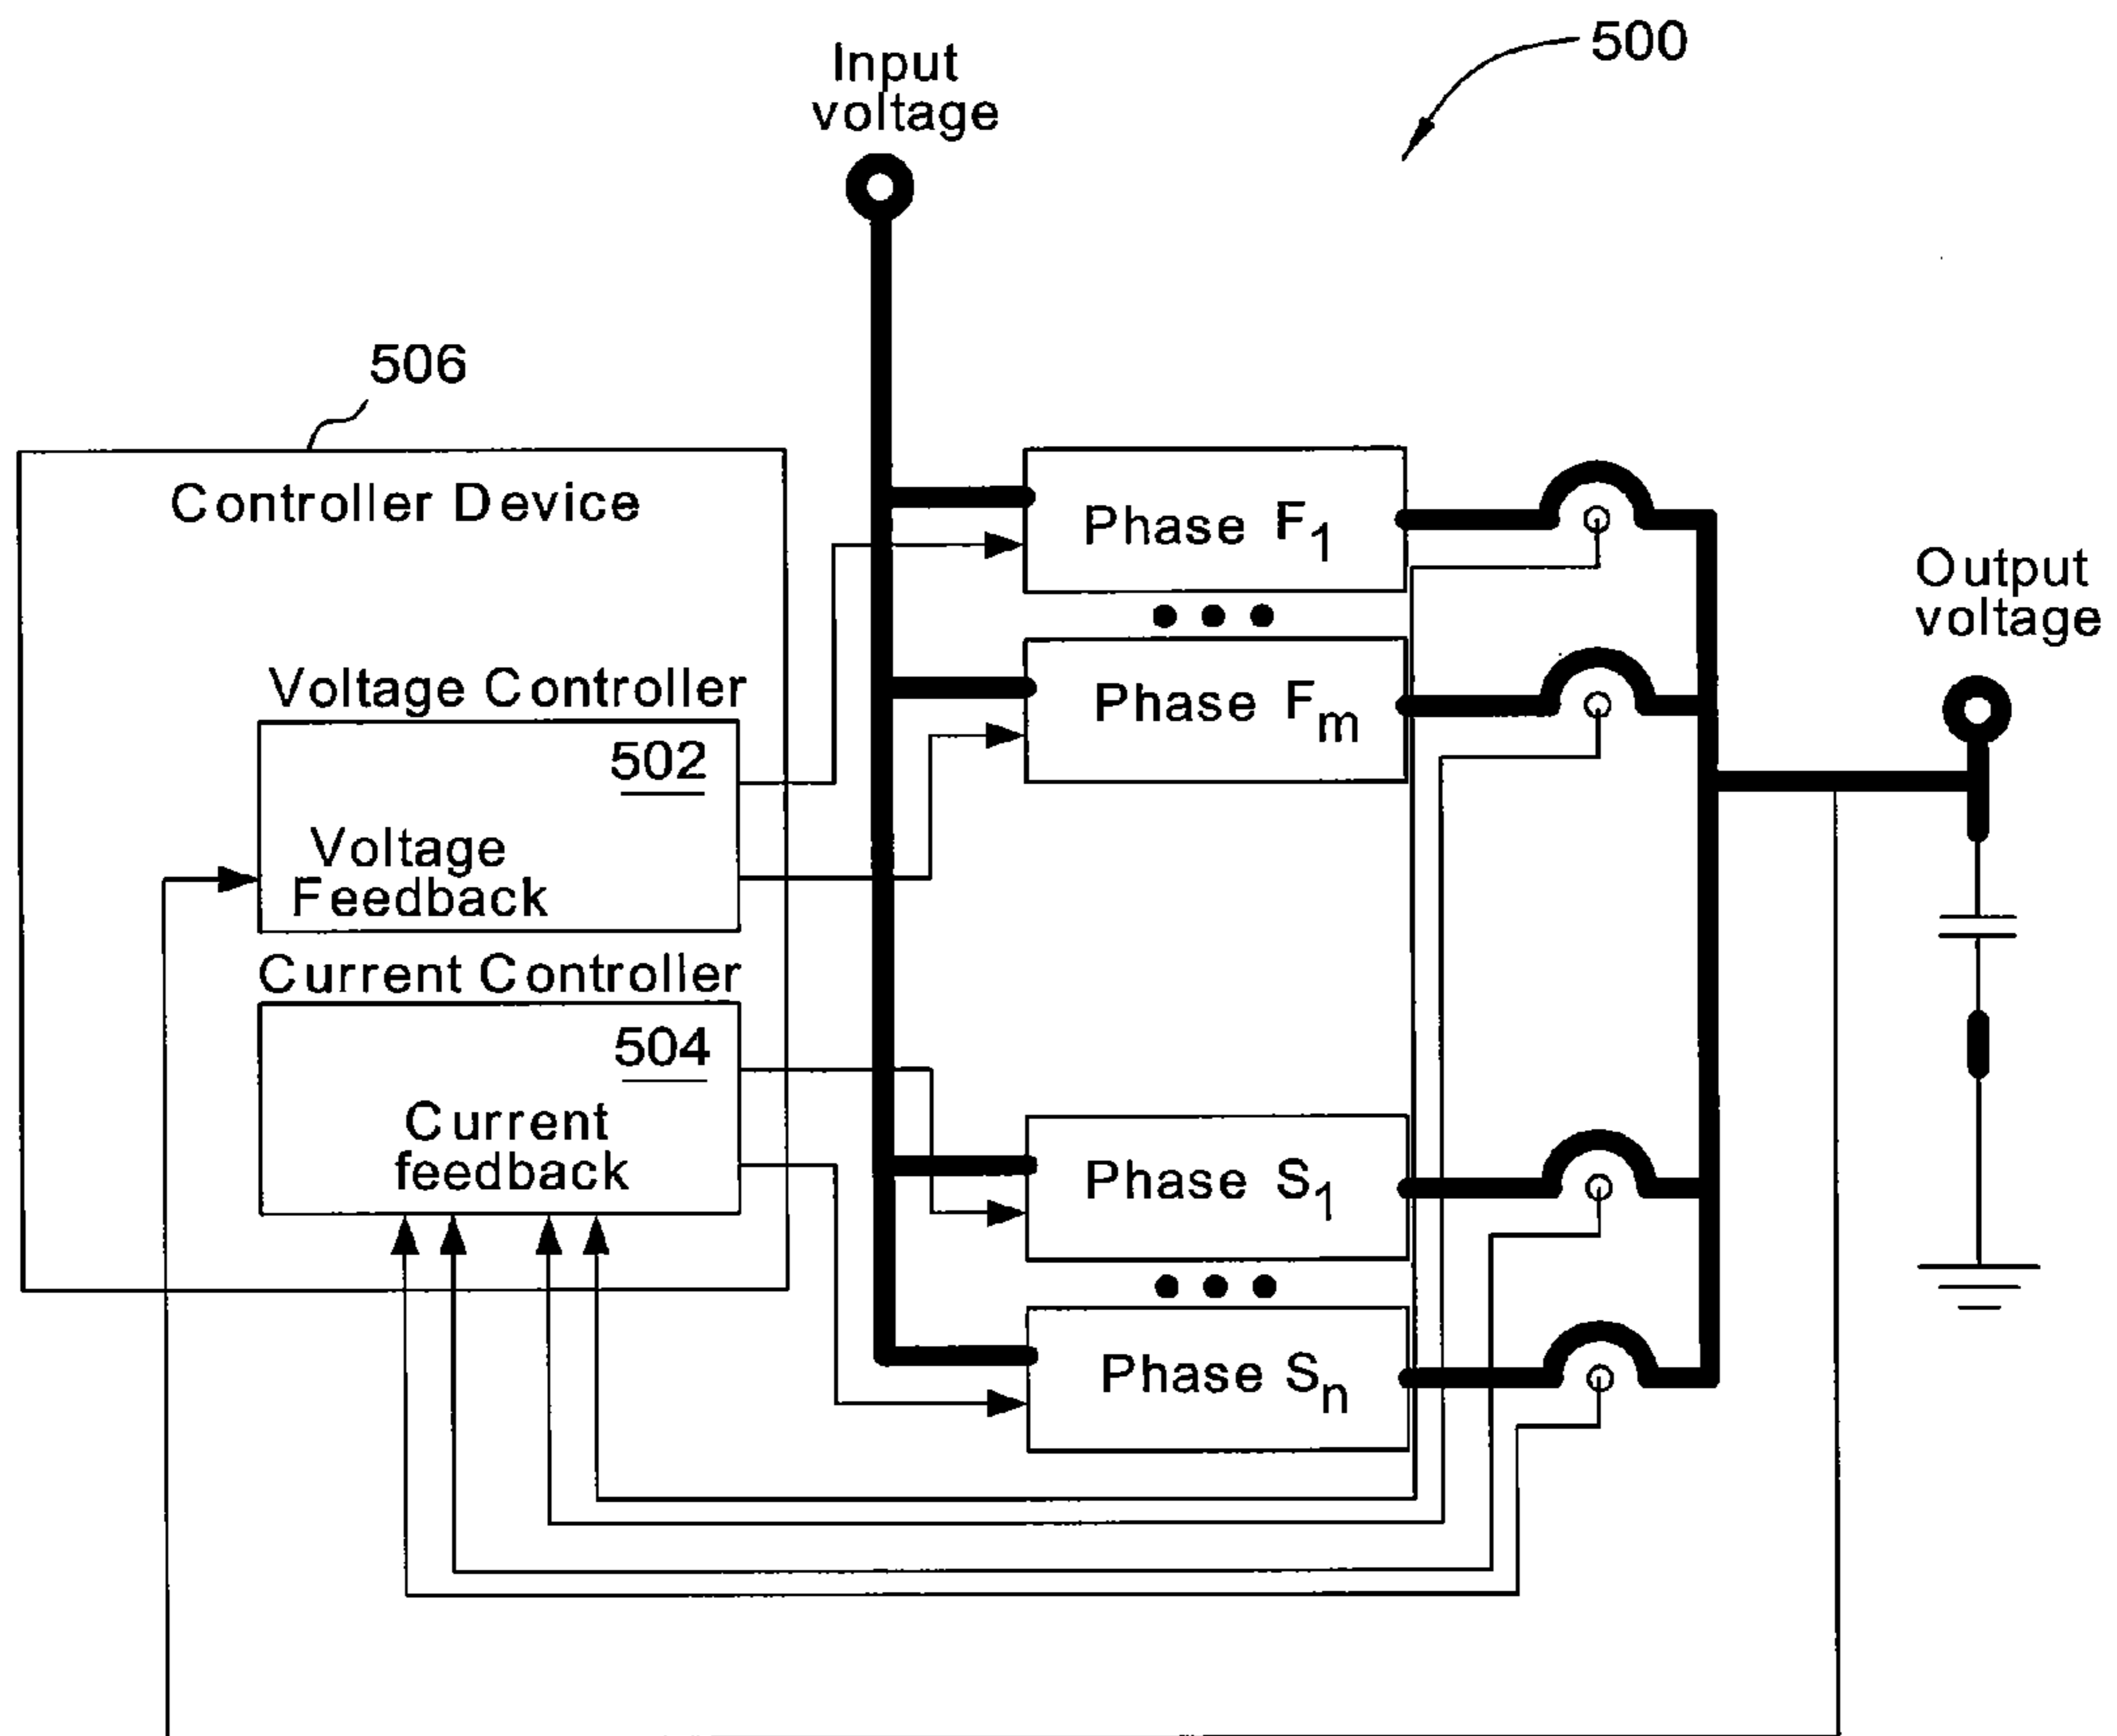 500
Input
voltage
506
Controller Device
Phase F1
Output
voltage
Voltage Controller
Phase Fm
502
Voltage
Feedback
Current Controller
504
Current
feedback
Phase S1
Phase Sn